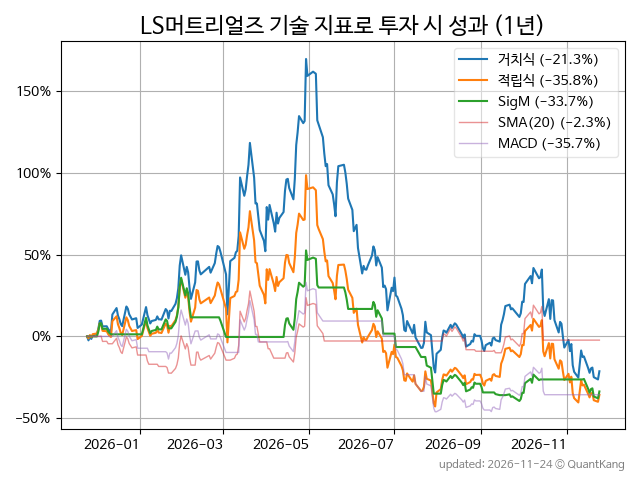 LS머트리얼즈 기술 지표로 투자 시 성과 (1년)
거치식 (-21.3%)
적립식 (-35.8%)
SigM (-33.7%)
SMA(20) (-2.3%)
MACD (-35.7%)
150%
100%
50%
0%
-50%
2026-01 2026-03 2026-05 2026-07 2026-09 2026-11
updated: 2026-11-24 © QuantKang